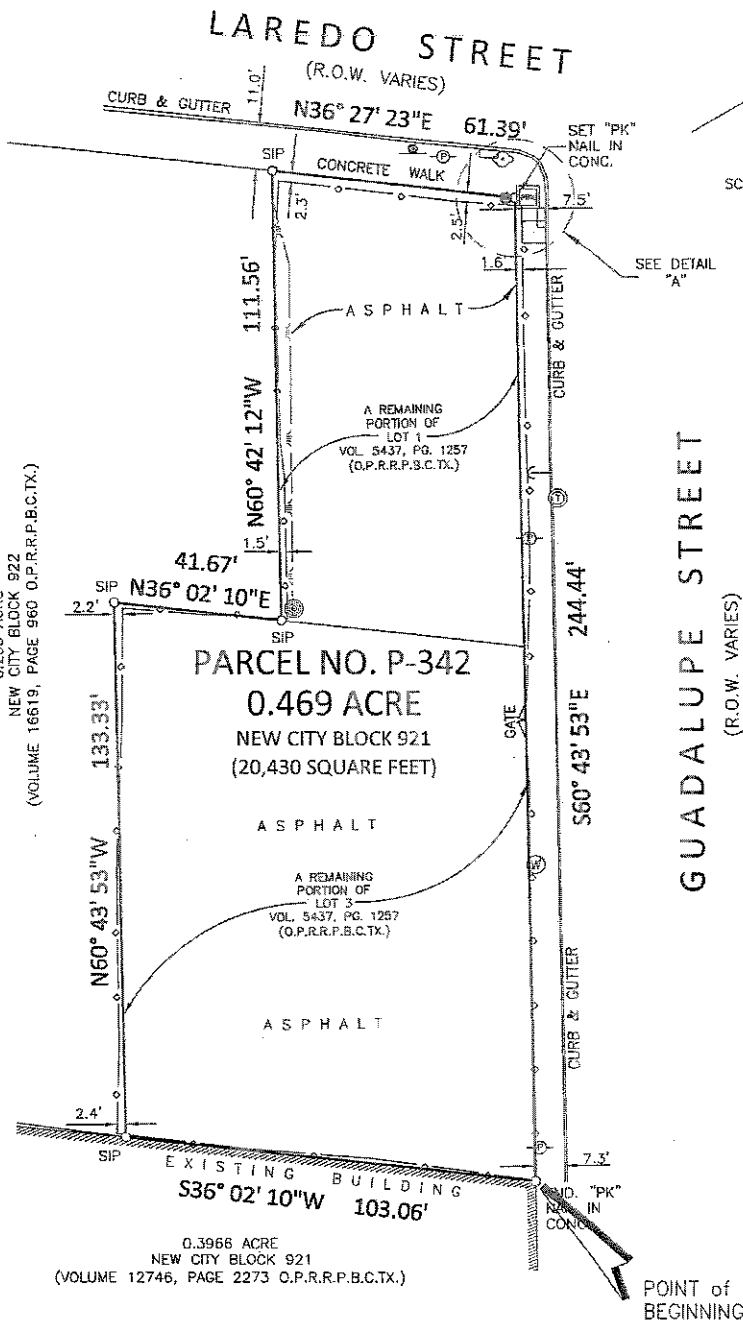 LAREDO STREET
(R.O.W. VARIES)
CURB & GUTTER
11.0'
N36° 27' 23"E 61.39'
SET "PK"
NAIL IN
CONC.
SC
SIP
CONCRETE WALK
P
2.3'
2.5'
7.5'
1.6'
SEE DETAIL
"A"
111.56'
N60° 42' 12"W
ASPHALT
CURB & GUTTER
A REMAINING
PORTION OF
LOT 1
VOL. 5437, PG. 1257
(O.P.R.R.P.B.C.TX.)
1.5'
41.67'
N36° 02' 10"E
SIP
2.2'
SIP
NEW CITY BLOCK 922
(VOLUME 16619, PAGE 960 O.P.R.R.P.B.C.TX.)
PARCEL NO. P-342
0.469 ACRE
NEW CITY BLOCK 921
(20,430 SQUARE FEET)
GATE
244.44'
S60° 43' 53"E
GUADALUPE STREET
(R.O.W. VARIES)
133.33'
N60° 43' 53"W
ASPHALT
W
A REMAINING
PORTION OF
LOT 3
VOL. 5437, PG. 1257
(O.P.R.R.P.B.C.TX.)
CURB & GUTTER
ASPHALT
2.4'
SIP
EXISTING BUILDING
S36° 02' 10"W 103.06'
7.3'
"PK"
IN
0.3966 ACRE
NEW CITY BLOCK 921
(VOLUME 12746, PAGE 2273 O.P.R.R.P.B.C.TX.)
POINT of
BEGINNING